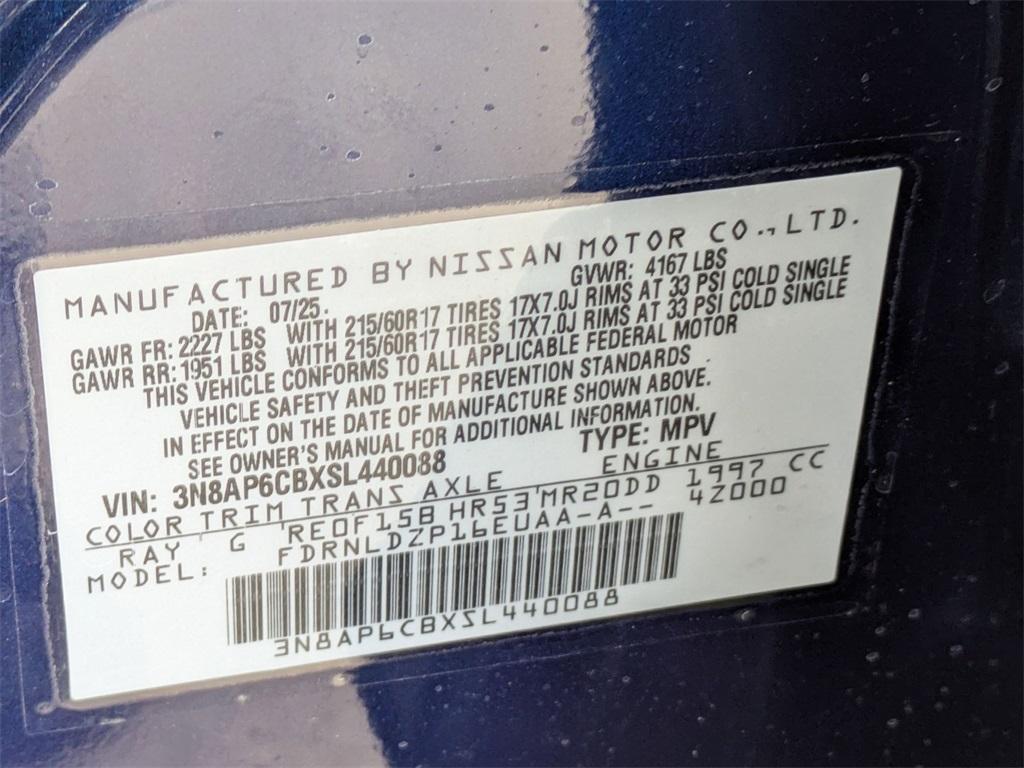 MANUFACTURED BY NISSAN MOTOR CO., LTD.
DATE: 07/25. GVWR: 4167 LBS
GAWR FR: 2227 LBS WITH 215/60R17 TIRES 17X7.0J RIMS AT 33 PSI COLD SINGLE
GAWR RR: 1951 LBS WITH 215/60R17 TIRES 17X7.0J RIMS AT 33 PSI COLD SINGLE
THIS VEHICLE CONFORMS TO ALL APPLICABLE FEDERAL MOTOR
VEHICLE SAFETY AND THEFT PREVENTION STANDARDS
IN EFFECT ON THE DATE OF MANUFACTURE SHOWN ABOVE.
SEE OWNER'S MANUAL FOR ADDITIONAL INFORMATION.
VIN: 3N8AP6CBXSL440088 TYPE: MPV
COLOR TRIM TRANS AXLE ENGINE
RAY G RE0F15B HR53 MR20DD 1997 CC
MODEL: FDRNLDZP16EUAA-A-- 4Z000
3N8AP6CBXSL440088